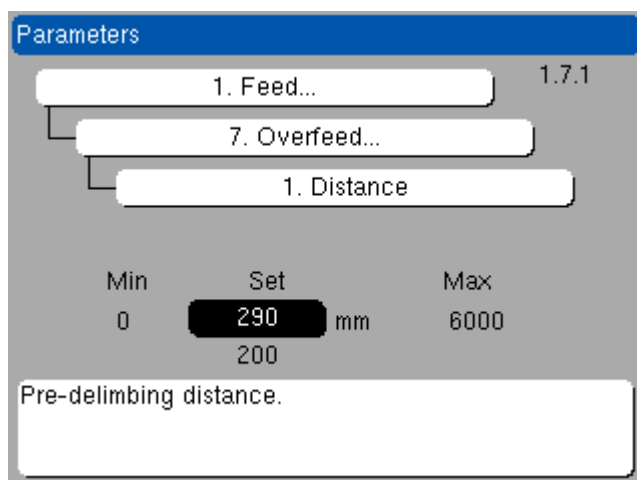 Parameters
1. Feed... 1.7.1
7. Overfeed...
1. Distance
Min Set Max
0 290 mm 6000
200
Pre-delimbing distance.